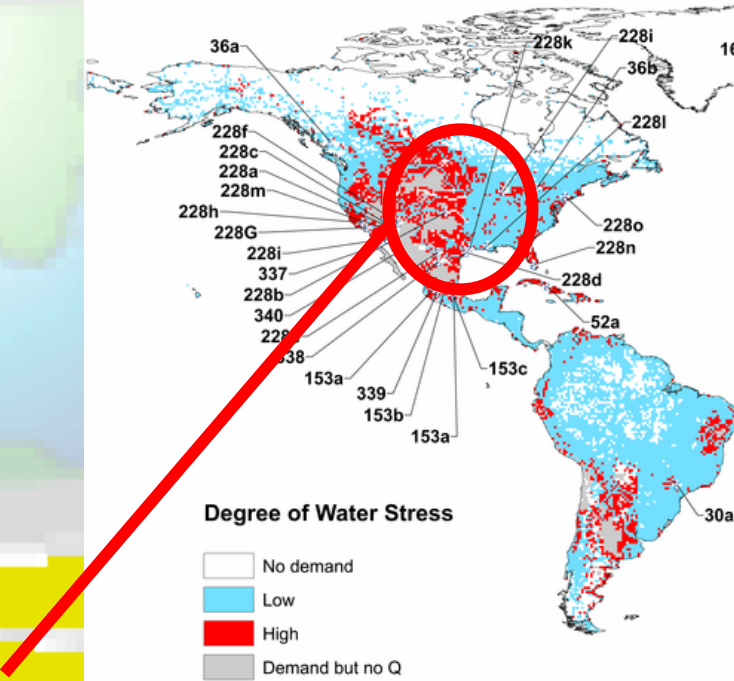 36a
228k
228i
36b
16
228l
228f
228c
228a
228m
228h
228G
228i
337
228b
340
338
153a
339
153b
153a
153c
228o
228n
228d
52a
30a
Degree of Water Stress
No demand
Low
High
Demand but no Q